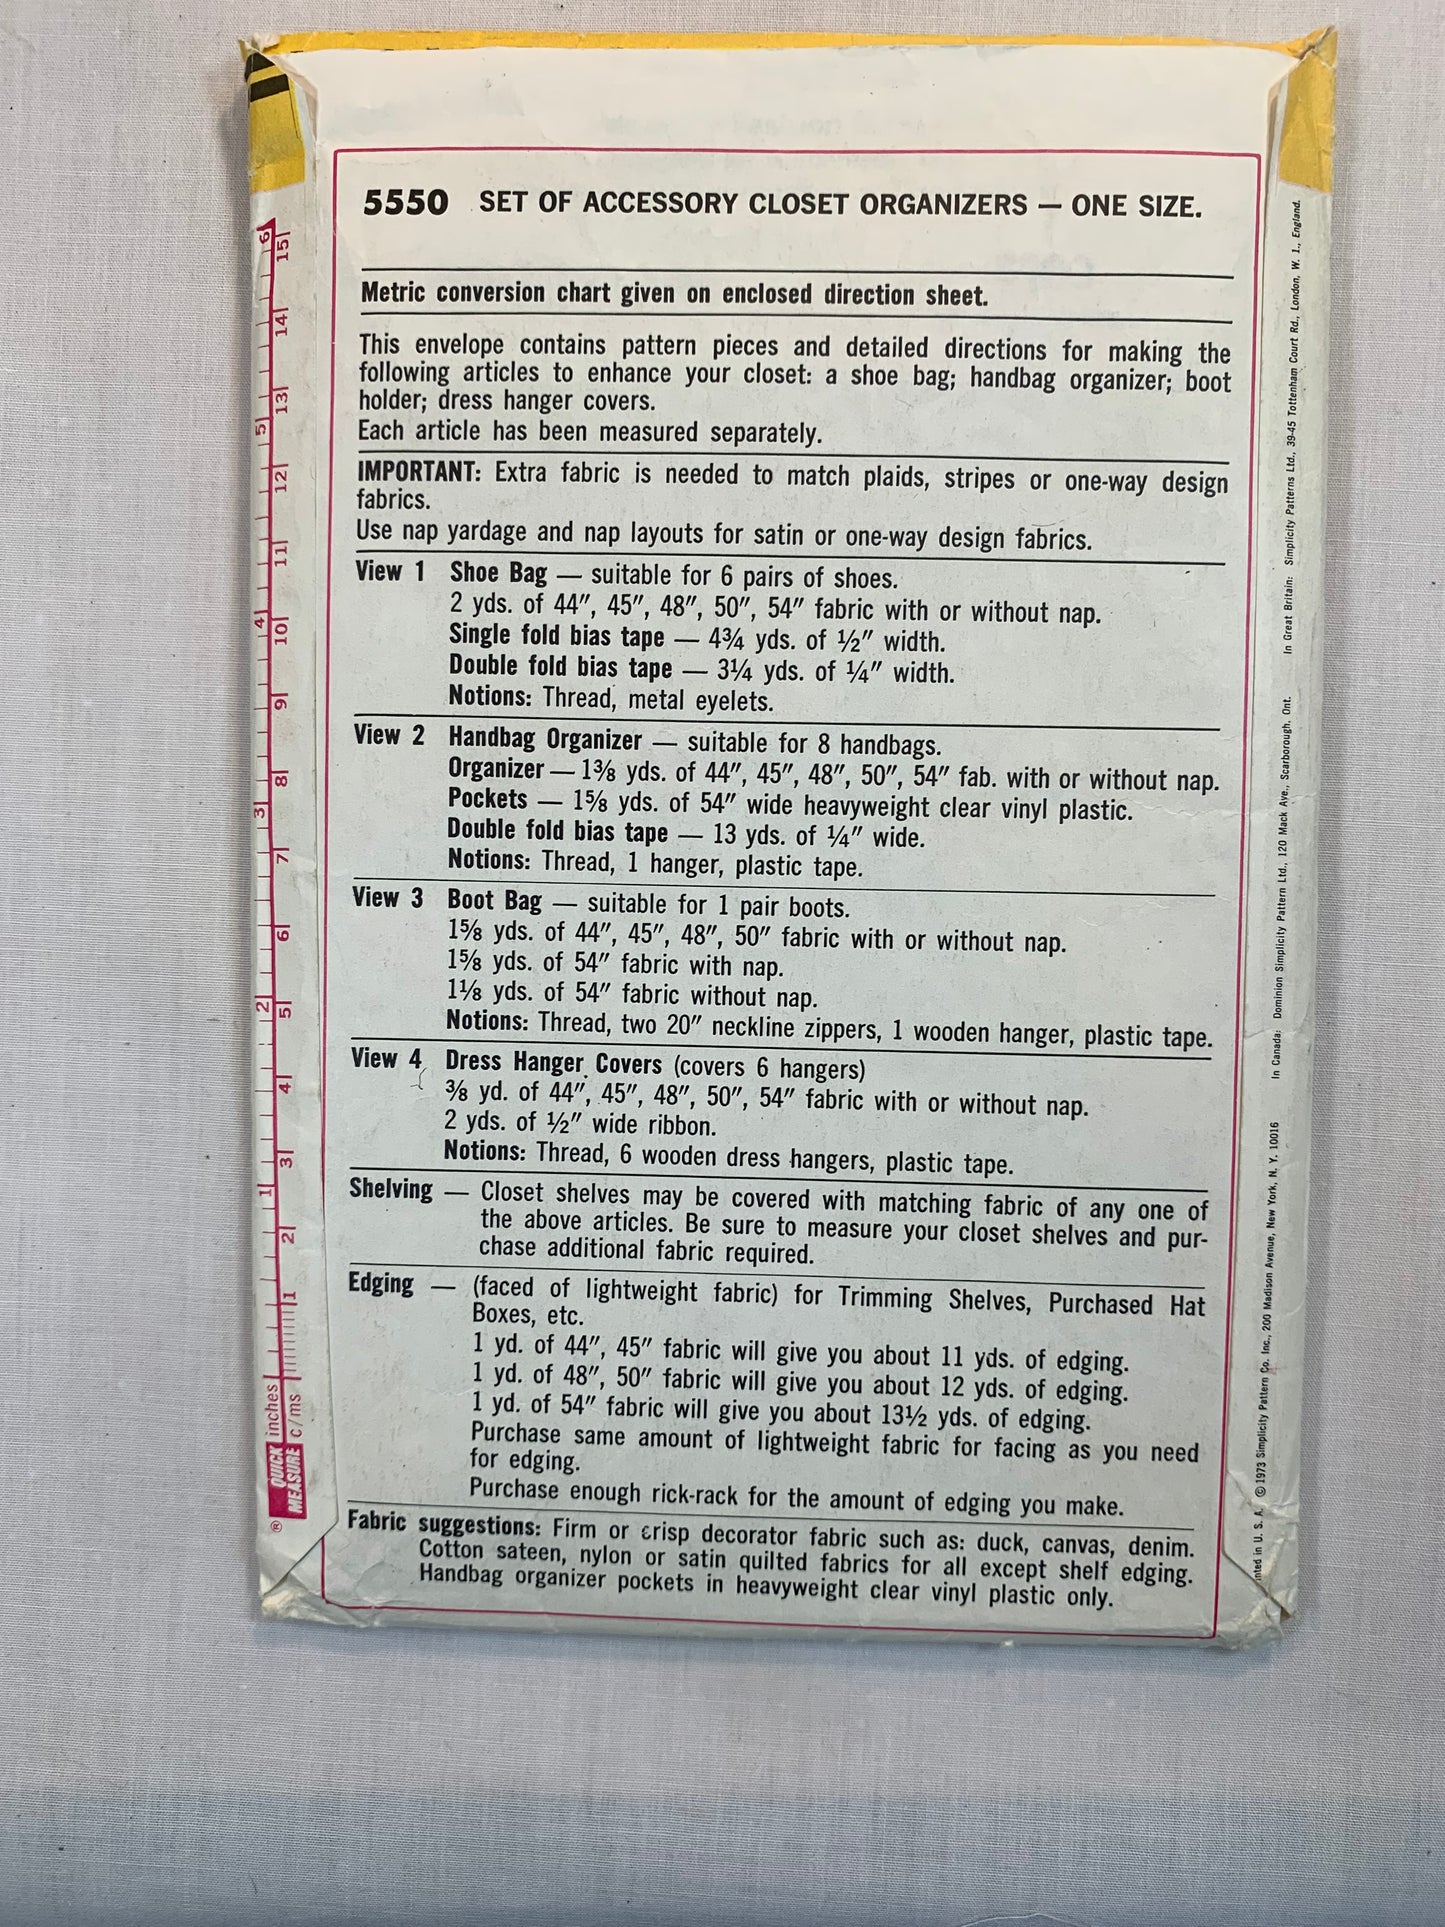 5550 SET OF ACCESSORY CLOSET ORGANIZERS — ONE SIZE.
Metric conversion chart given on enclosed direction sheet.
This envelope contains pattern pieces and detailed directions for making the
following articles to enhance your closet: a shoe bag; handbag organizer; boot
holder; dress hanger covers.
Each article has been measured separately.
IMPORTANT: Extra fabric is needed to match plaids, stripes or one-way design
fabrics.
Use nap yardage and nap layouts for satin or one-way design fabrics.
View 1 Shoe Bag — suitable for 6 pairs of shoes.
2 yds. of 44″, 45″, 48″, 50″, 54″ fabric with or without nap.
Single fold bias tape — 4¾ yds. of ½″ width.
Double fold bias tape — 3¼ yds. of ¼″ width.
Notions: Thread, metal eyelets.
View 2 Handbag Organizer — suitable for 8 handbags.
Organizer — 1⅜ yds. of 44″, 45″, 48″, 50″, 54″ fab. with or without nap.
Pockets — 1⅝ yds. of 54″ wide heavyweight clear vinyl plastic.
Double fold bias tape — 13 yds. of ¼″ wide.
Notions: Thread, 1 hanger, plastic tape.
View 3 Boot Bag — suitable for 1 pair boots.
1⅝ yds. of 44″, 45″, 48″, 50″ fabric with or without nap.
1⅝ yds. of 54″ fabric with nap.
1⅛ yds. of 54″ fabric without nap.
Notions: Thread, two 20″ neckline zippers, 1 wooden hanger, plastic tape.
View 4 Dress Hanger Covers (covers 6 hangers)
⅜ yd. of 44″, 45″, 48″, 50″, 54″ fabric with or without nap.
2 yds. of ½″ wide ribbon.
Notions: Thread, 6 wooden dress hangers, plastic tape.
Shelving — Closet shelves may be covered with matching fabric of any one of
the above articles. Be sure to measure your closet shelves and pur-
chase additional fabric required.
Edging — (faced of lightweight fabric) for Trimming Shelves, Purchased Hat
Boxes, etc.
1 yd. of 44″, 45″ fabric will give you about 11 yds. of edging.
1 yd. of 48″, 50″ fabric will give you about 12 yds. of edging.
1 yd. of 54″ fabric will give you about 13½ yds. of edging.
Purchase same amount of lightweight fabric for facing as you need
for edging.
Purchase enough rick-rack for the amount of edging you make.
Fabric suggestions: Firm or crisp decorator fabric such as: duck, canvas, denim.
Cotton sateen, nylon or satin quilted fabrics for all except shelf edging.
Handbag organizer pockets in heavyweight clear vinyl plastic only.
® QUICK MEASURE
inches 1 2 3 4 5 6
c/ms 1 2 3 4 5 6 7 8 9 10 11 12 13 14 15
inted in U. S. A. © 1973 Simplicity Pattern Co. Inc., 200 Madison Avenue, New York, N. Y. 10016
In Canada: Dominion Simplicity Pattern Ltd., 120 Mack Ave., Scarborough, Ont.
In Great Britain: Simplicity Patterns Ltd., 39-45 Tottenham Court Rd., London, W. 1., England.